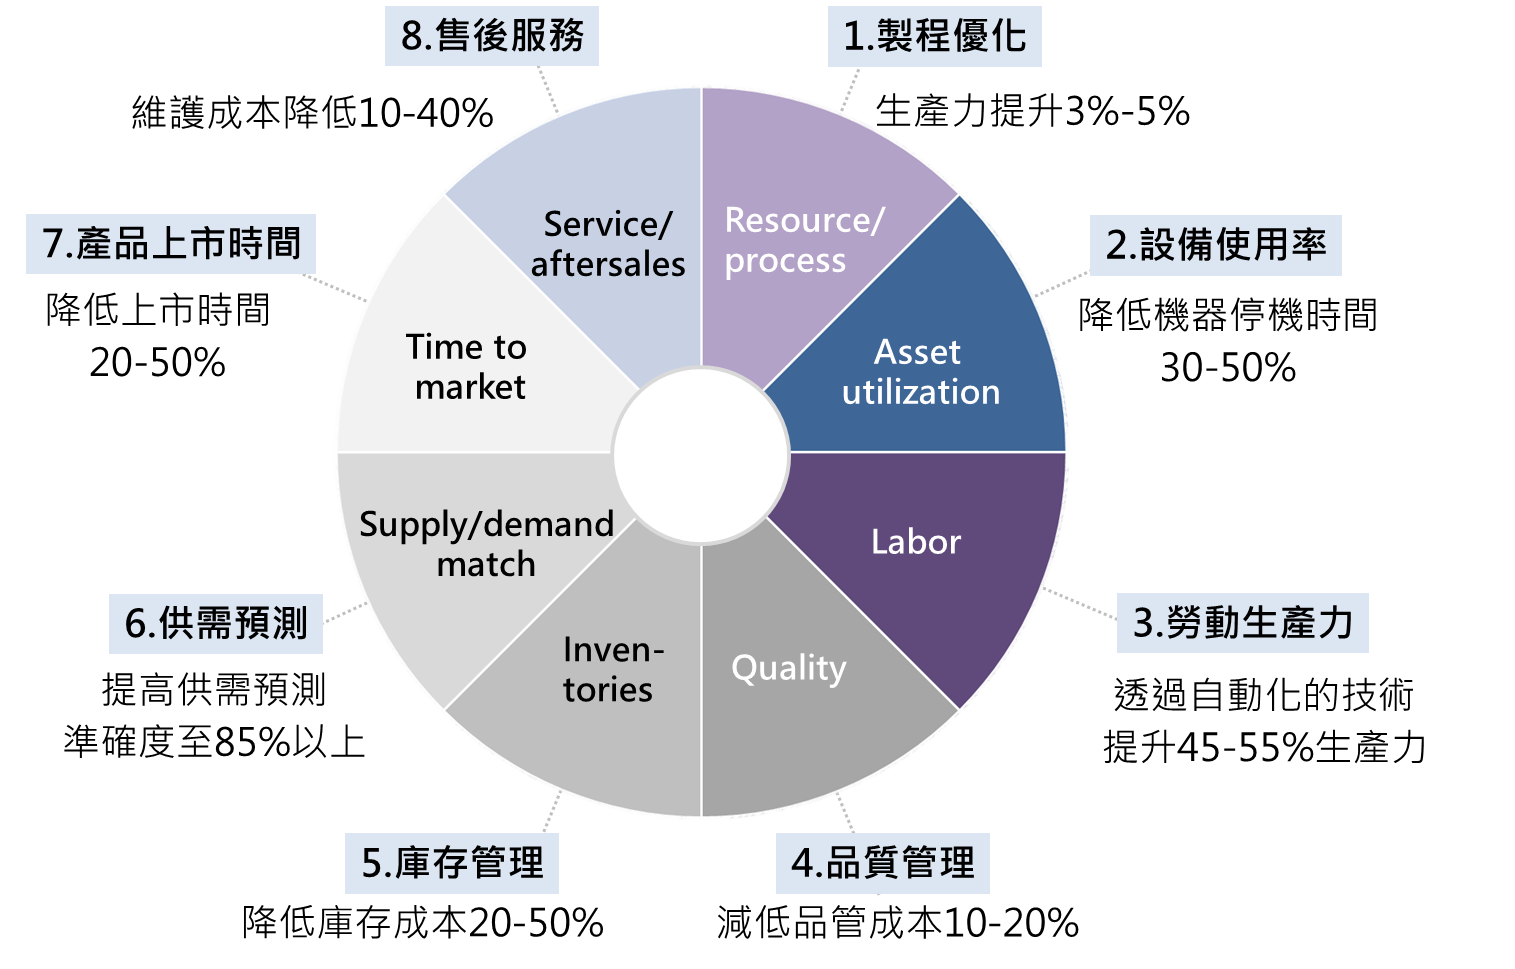 8.售後服務
維護成本降低10-40%
1.製程優化
生產力提升3%-5%
7.產品上市時間
降低上市時間
20-50%
2.設備使用率
降低機器停機時間
30-50%
Service/
aftersales
Resource/
process
Time to
market
Asset
utilization
Supply/demand
match
Labor
Inven-
tories
Quality
6.供需預測
提高供需預測
準確度至85%以上
3.勞動生產力
透過自動化的技術
提升45-55%生產力
5.庫存管理
降低庫存成本20-50%
4.品質管理
減低品管成本10-20%